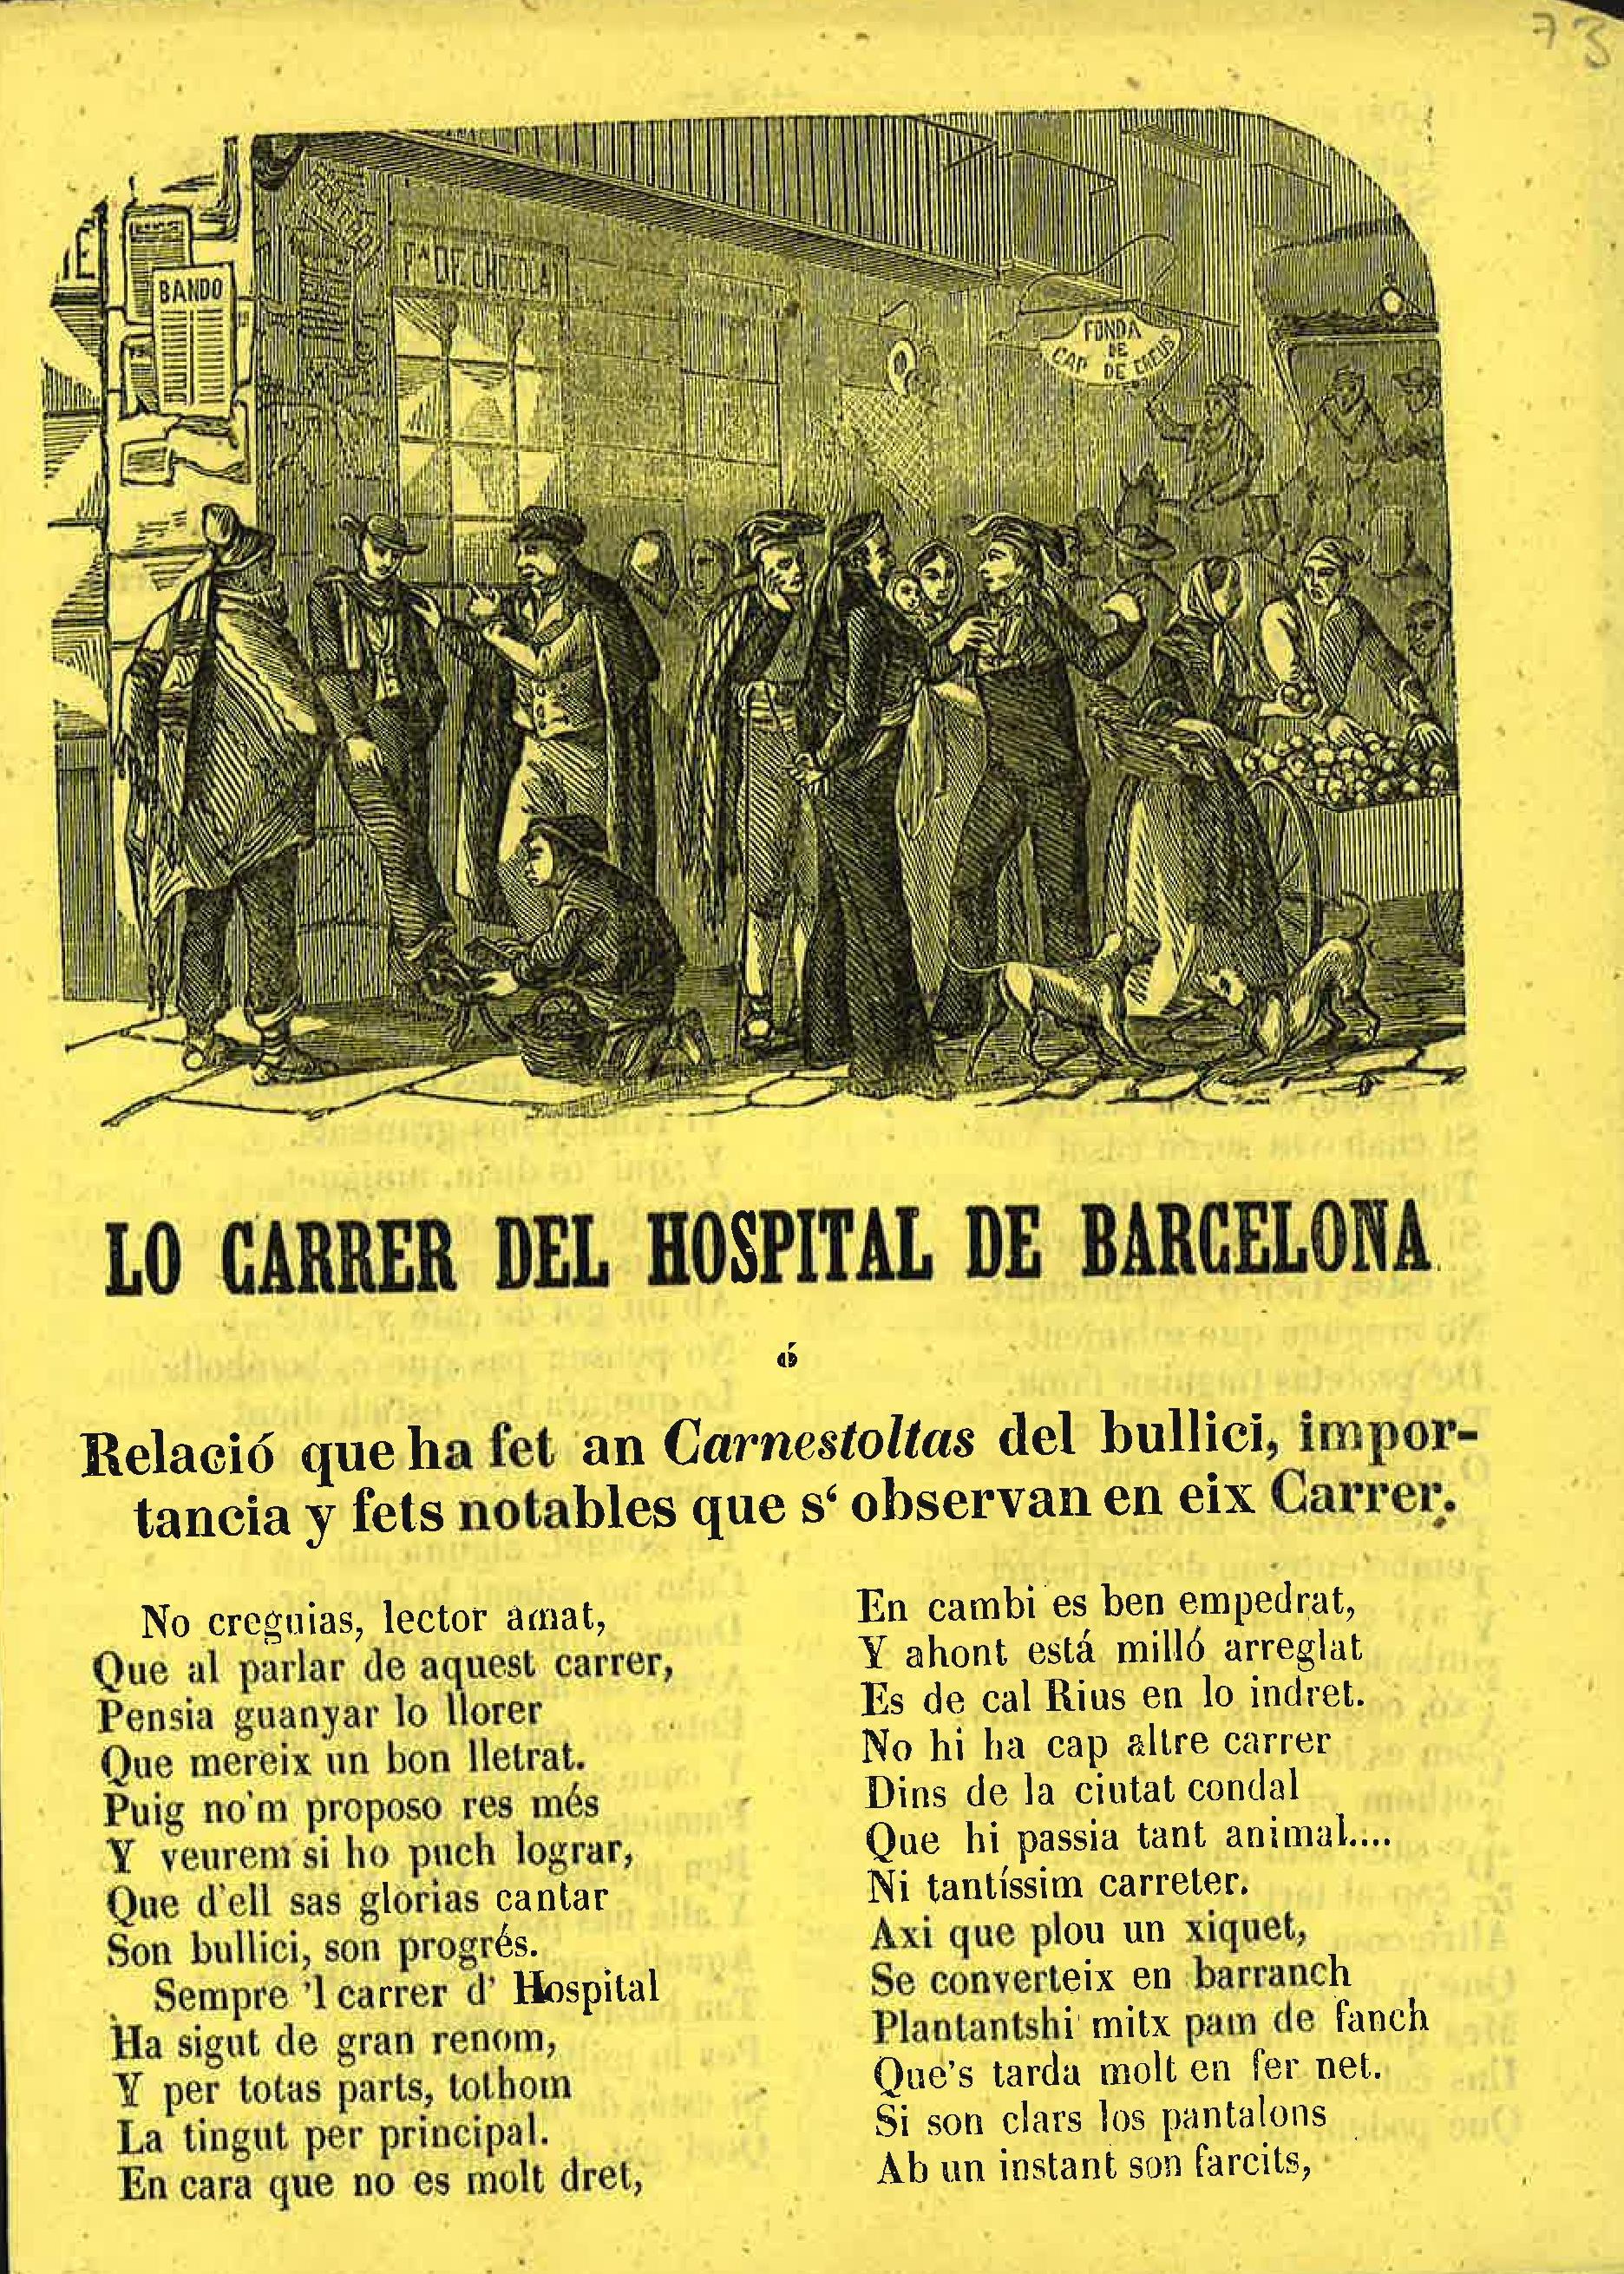 73
BANDO
Pª DE CHOCOLAT
FONDA
DE
CAP DE CREUS
LO CARRER DEL HOSPITAL DE BARCELONA
ó
Relació que ha fet an Carnestoltas del bullici, impor-
tancia y fets notables que s‘ observan en eix Carrer.
No creguias, lector amat,
Que al parlar de aquest carrer,
Pensia guanyar lo llorer
Que mereix un bon lletrat.
Puig no'm proposo res més
Y veurem si ho puch lograr,
Que d'ell sas glorias cantar
Son bullici, son progrés.
Sempre 'l carrer d' Hospital
Ha sigut de gran renom,
Y per totas parts, tothom
La tingut per principal.
En cara que no es molt dret,
En cambi es ben empedrat,
Y ahont está milló arreglat
Es de cal Rius en lo indret.
No hi ha cap altre carrer
Dins de la ciutat condal
Que hi passia tant animal....
Ni tantíssim carreter.
Axi que plou un xiquet,
Se converteix en barranch
Plantantshi mitx pam de fanch
Que's tarda molt en fer net.
Si son clars los pantalons
Ab un instant son farcits,